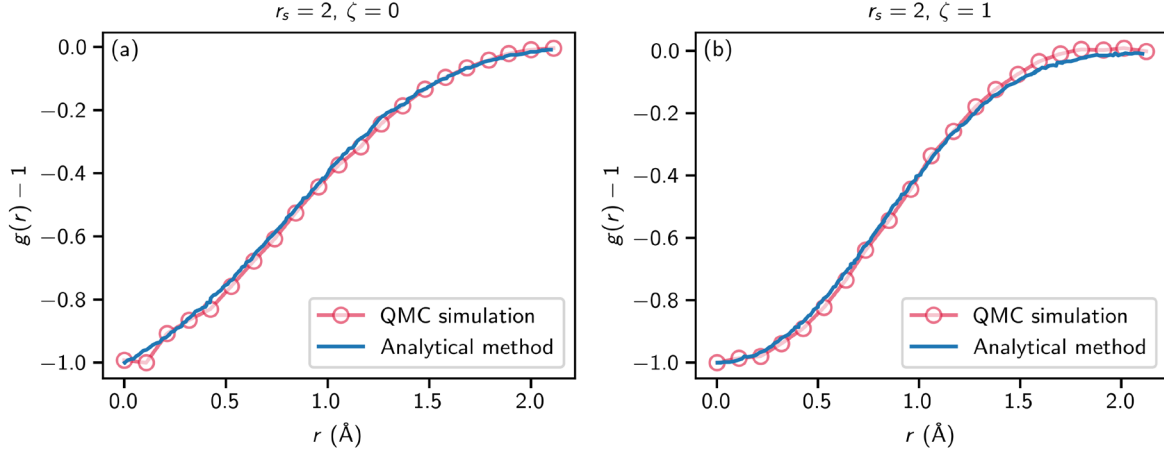 r_s = 2, ζ = 0
(a)
g(r) − 1
0.0
−0.2
−0.4
−0.6
−0.8
−1.0
QMC simulation
Analytical method
0.0 0.5 1.0 1.5 2.0
r (Å)
r_s = 2, ζ = 1
(b)
g(r) − 1
0.0
−0.2
−0.4
−0.6
−0.8
−1.0
QMC simulation
Analytical method
0.0 0.5 1.0 1.5 2.0
r (Å)